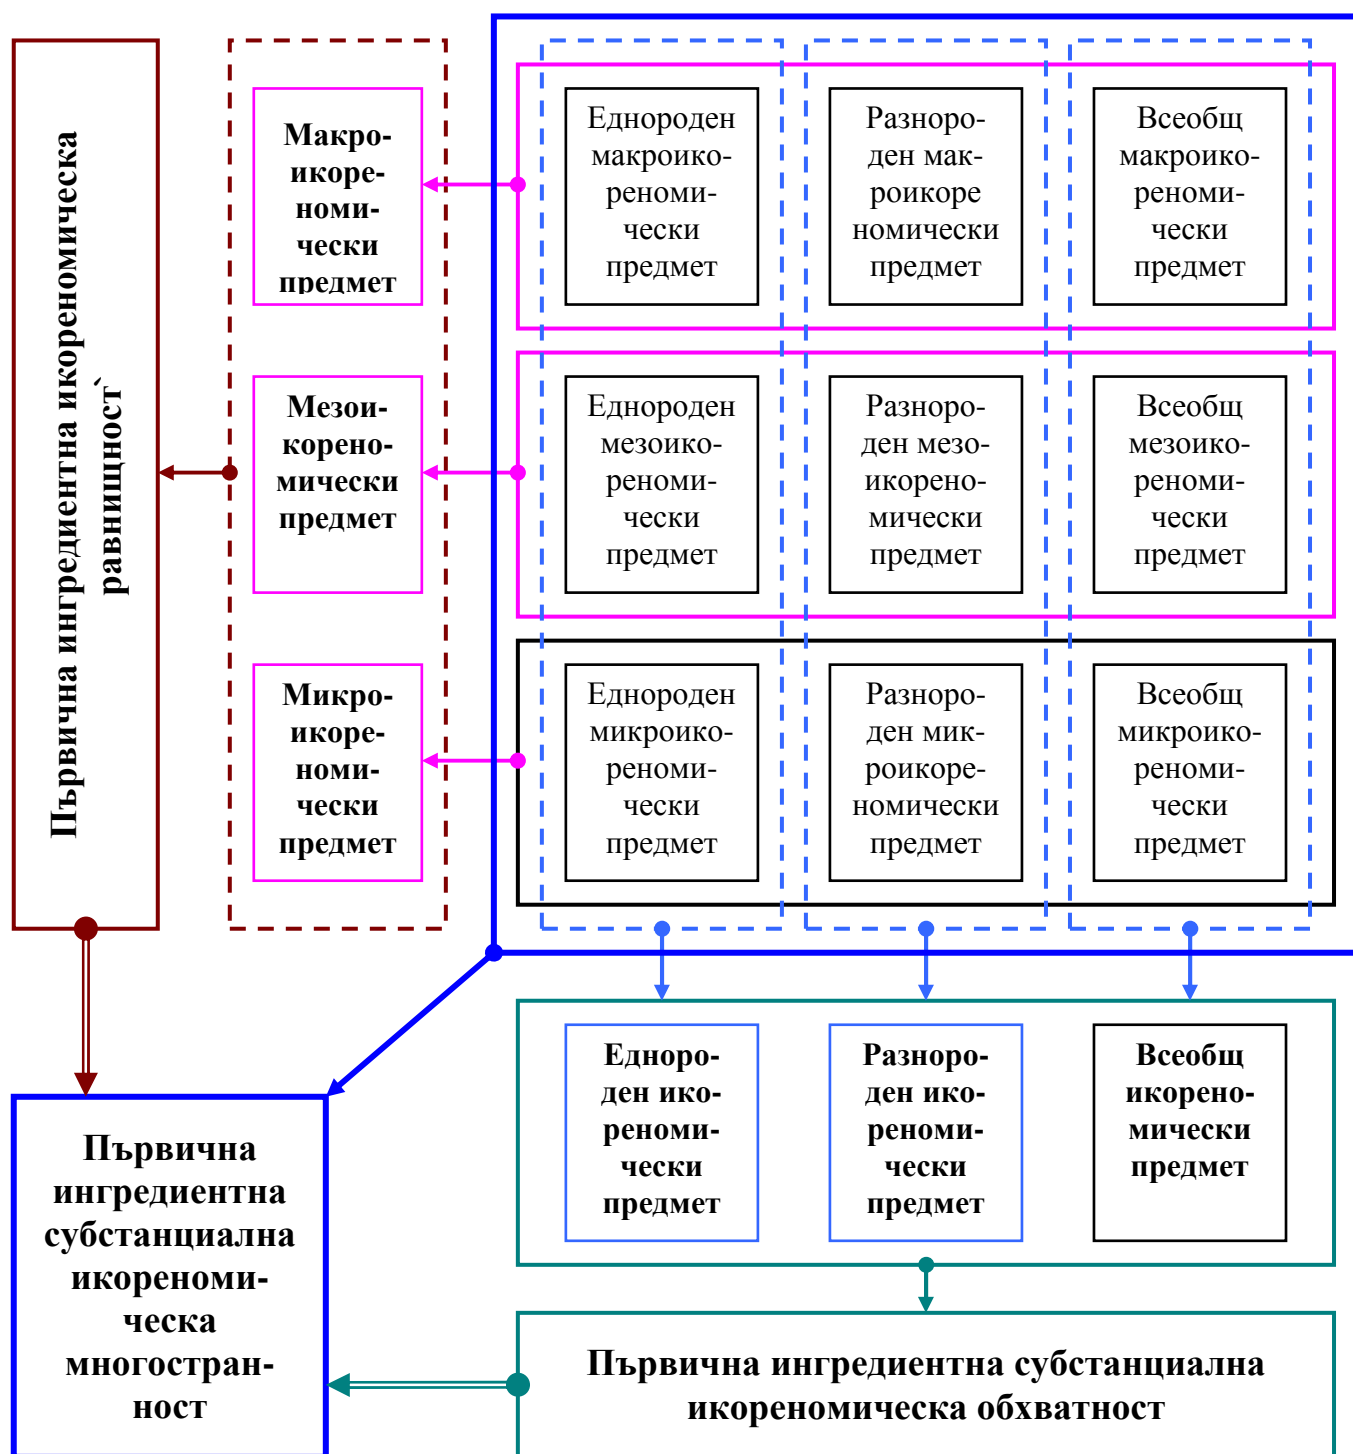 Първична ингредиентна икореномическа
равнищност`
Макро-
икоре-
номи-
чески
предмет
Мезои-
корено-
мически
предмет
Микро-
икоре-
номи-
чески
предмет
Еднороден
макроико-
реноми-
чески
предмет
Разноро-
ден мак-
роикоре
номически
предмет
Всеобщ
макроико-
реноми-
чески
предмет
Еднороден
мезоико-
реноми-
чески
предмет
Разноро-
ден мезо-
икорено-
мически
предмет
Всеобщ
мезоико-
реноми-
чески
предмет
Еднороден
микроико-
реноми-
чески
предмет
Разноро-
ден мик-
роикоре-
номически
предмет
Всеобщ
микроико-
реноми-
чески
предмет
Едноро-
ден ико-
реноми-
чески
предмет
Разноро-
ден ико-
реноми-
чески
предмет
Всеобщ
икорено-
мически
предмет
Първична
ингредиентна
субстанциална
икореноми-
ческа
многостран-
ност
Първична ингредиентна субстанциална
икореномическа обхватност